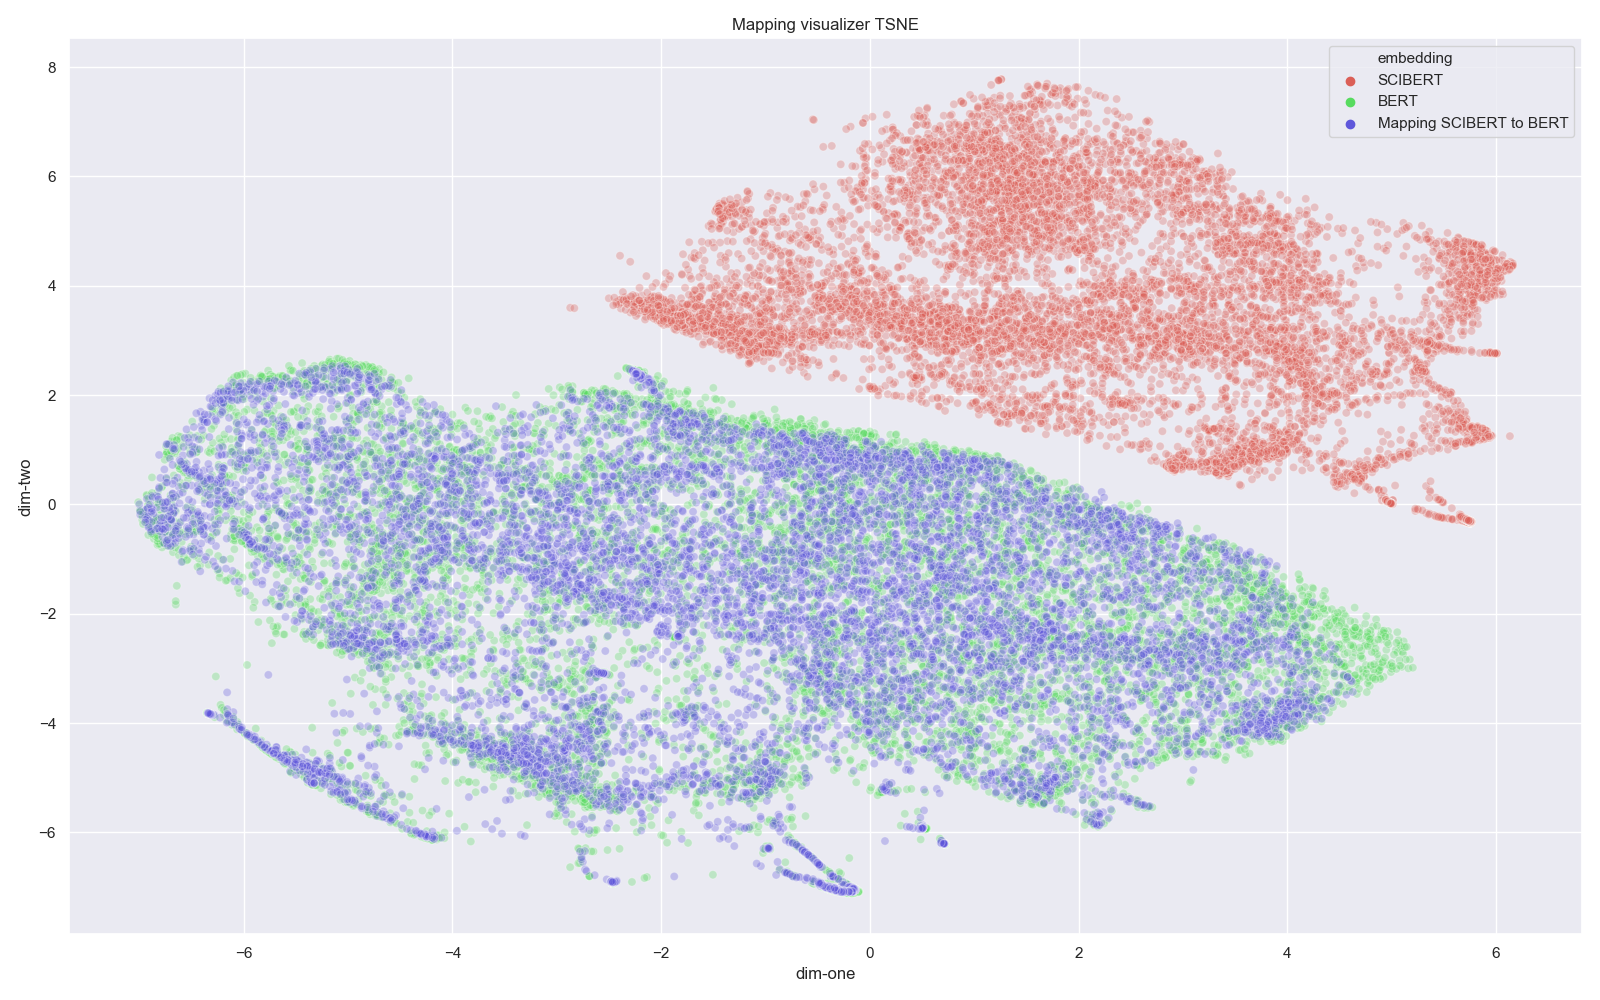 Mapping visualizer TSNE
embedding
SCIBERT
BERT
Mapping SCIBERT to BERT
8
6
4
2
0
−2
−4
−6
dim-two
−6
−4
−2
0
2
4
6
dim-one